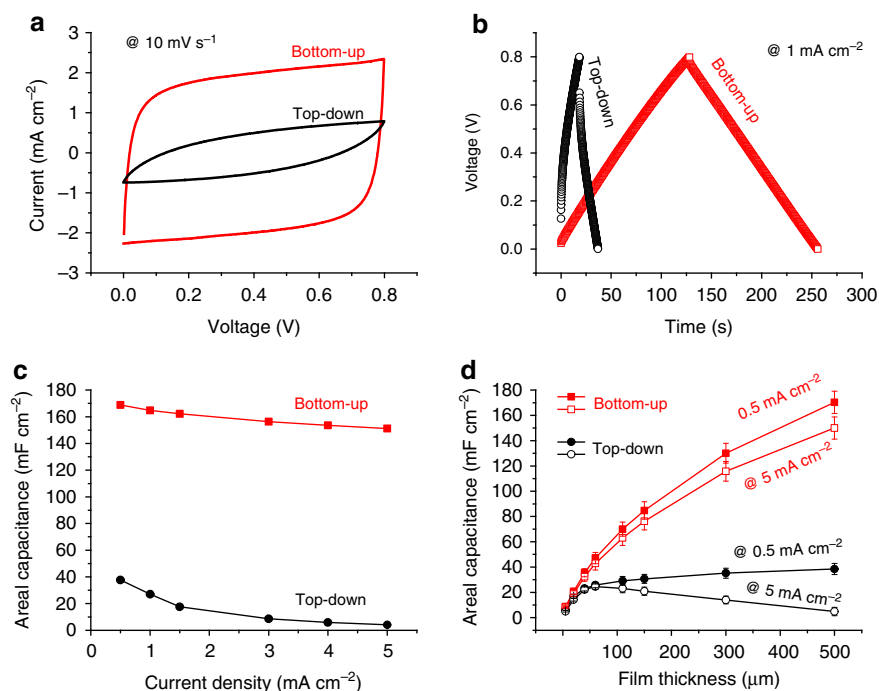 a
@ 10 mV s⁻¹
Bottom-up
Top-down
3
2
1
0
−1
−2
−3
0.0 0.2 0.4 0.6 0.8
Current (mA cm⁻²)
Voltage (V)
b
@ 1 mA cm⁻²
Top-down
Bottom-up
0.8
0.6
0.4
0.2
0.0
0 50 100 150 200 250 300
Voltage (V)
Time (s)
c
180
160
140
120
100
80
60
40
20
0
Bottom-up
Top-down
0 1 2 3 4 5
Areal capacitance (mF cm⁻²)
Current density (mA cm⁻²)
d
180
160
140
120
100
80
60
40
20
0
Bottom-up
Top-down
0.5 mA cm⁻²
@ 5 mA cm⁻²
@ 0.5 mA cm⁻²
@ 5 mA cm⁻²
0 100 200 300 400 500
Areal capacitance (mF cm⁻²)
Film thickness (μm)